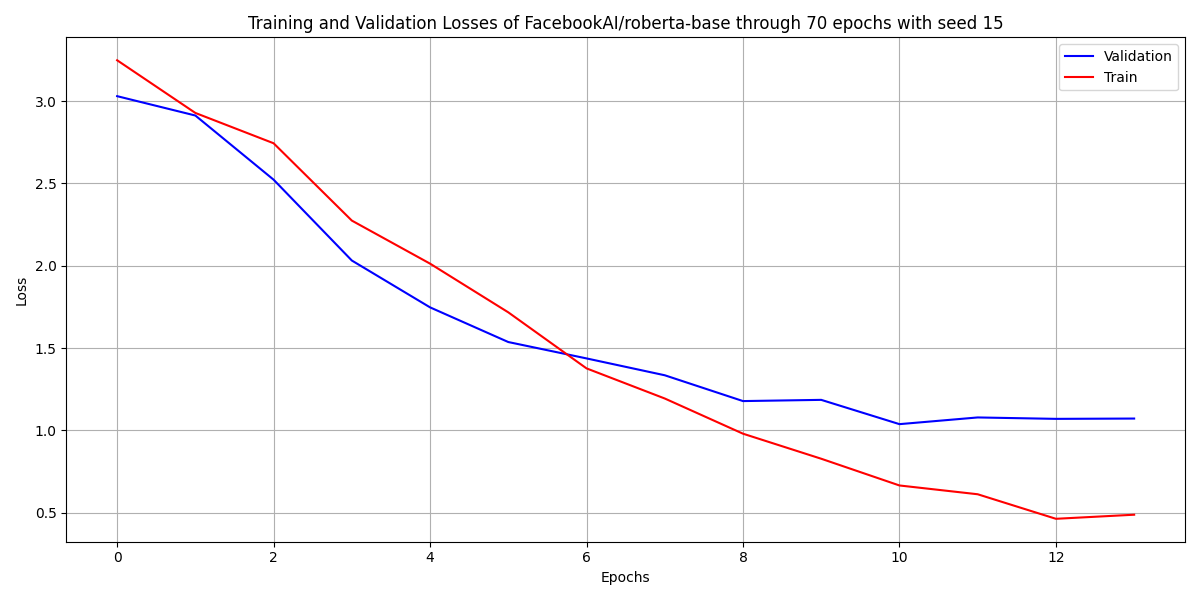 Training and Validation Losses of FacebookAI/roberta-base through 70 epochs with seed 15
Validation
Train
3.0
2.5
2.0
1.5
1.0
0.5
Loss
0 2 4 6 8 10 12
Epochs